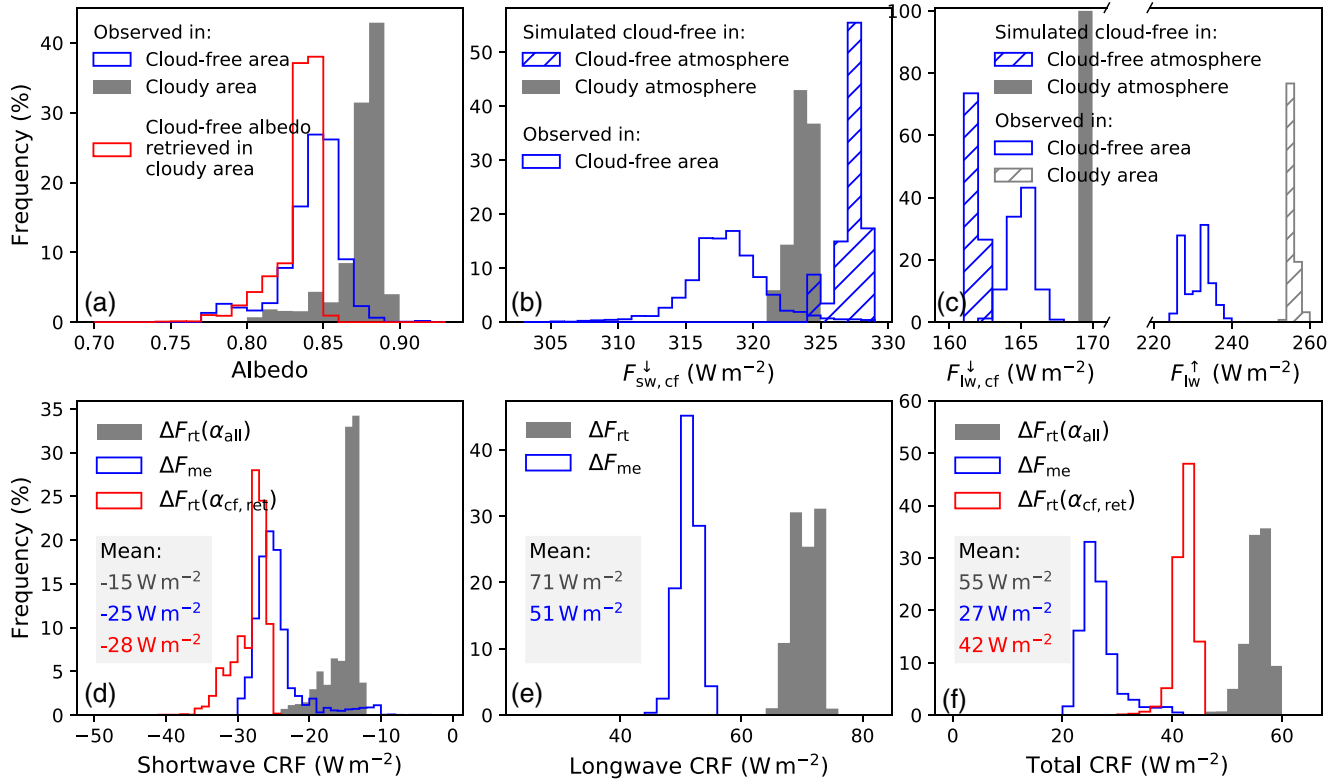 Frequency (%)
40
30
20
10
0
Observed in:
Cloud-free area
Cloudy area
Cloud-free albedo
retrieved in
cloudy area
(a)
0.70 0.75 0.80 0.85 0.90
Albedo
50
40
30
20
10
0
Simulated cloud-free in:
Cloud-free atmosphere
Cloudy atmosphere
Observed in:
Cloud-free area
(b)
305 310 315 320 325 330
F↓sw, cf (W m−2)
100
80
60
40
20
0
Simulated cloud-free in:
Cloud-free atmosphere
Cloudy atmosphere
Observed in:
Cloud-free area
Cloudy area
(c)
160 170 220 240 260
F↓lw, cf (W m−2) F↑lw (W m−2)
Frequency (%)
35
30
25
20
15
10
5
0
ΔFrt(αall)
ΔFme
ΔFrt(αcf, ret)
Mean:
-15 W m−2
-25 W m−2
-28 W m−2
(d)
−50 −40 −30 −20 −10 0
Shortwave CRF (W m−2)
40
30
20
10
0
ΔFrt
ΔFme
Mean:
71 W m−2
51 W m−2
(e)
40 60 80
Longwave CRF (W m−2)
60
50
40
30
20
10
0
ΔFrt(αall)
ΔFme
ΔFrt(αcf, ret)
Mean:
55 W m−2
27 W m−2
42 W m−2
(f)
0 20 40 60
Total CRF (W m−2)